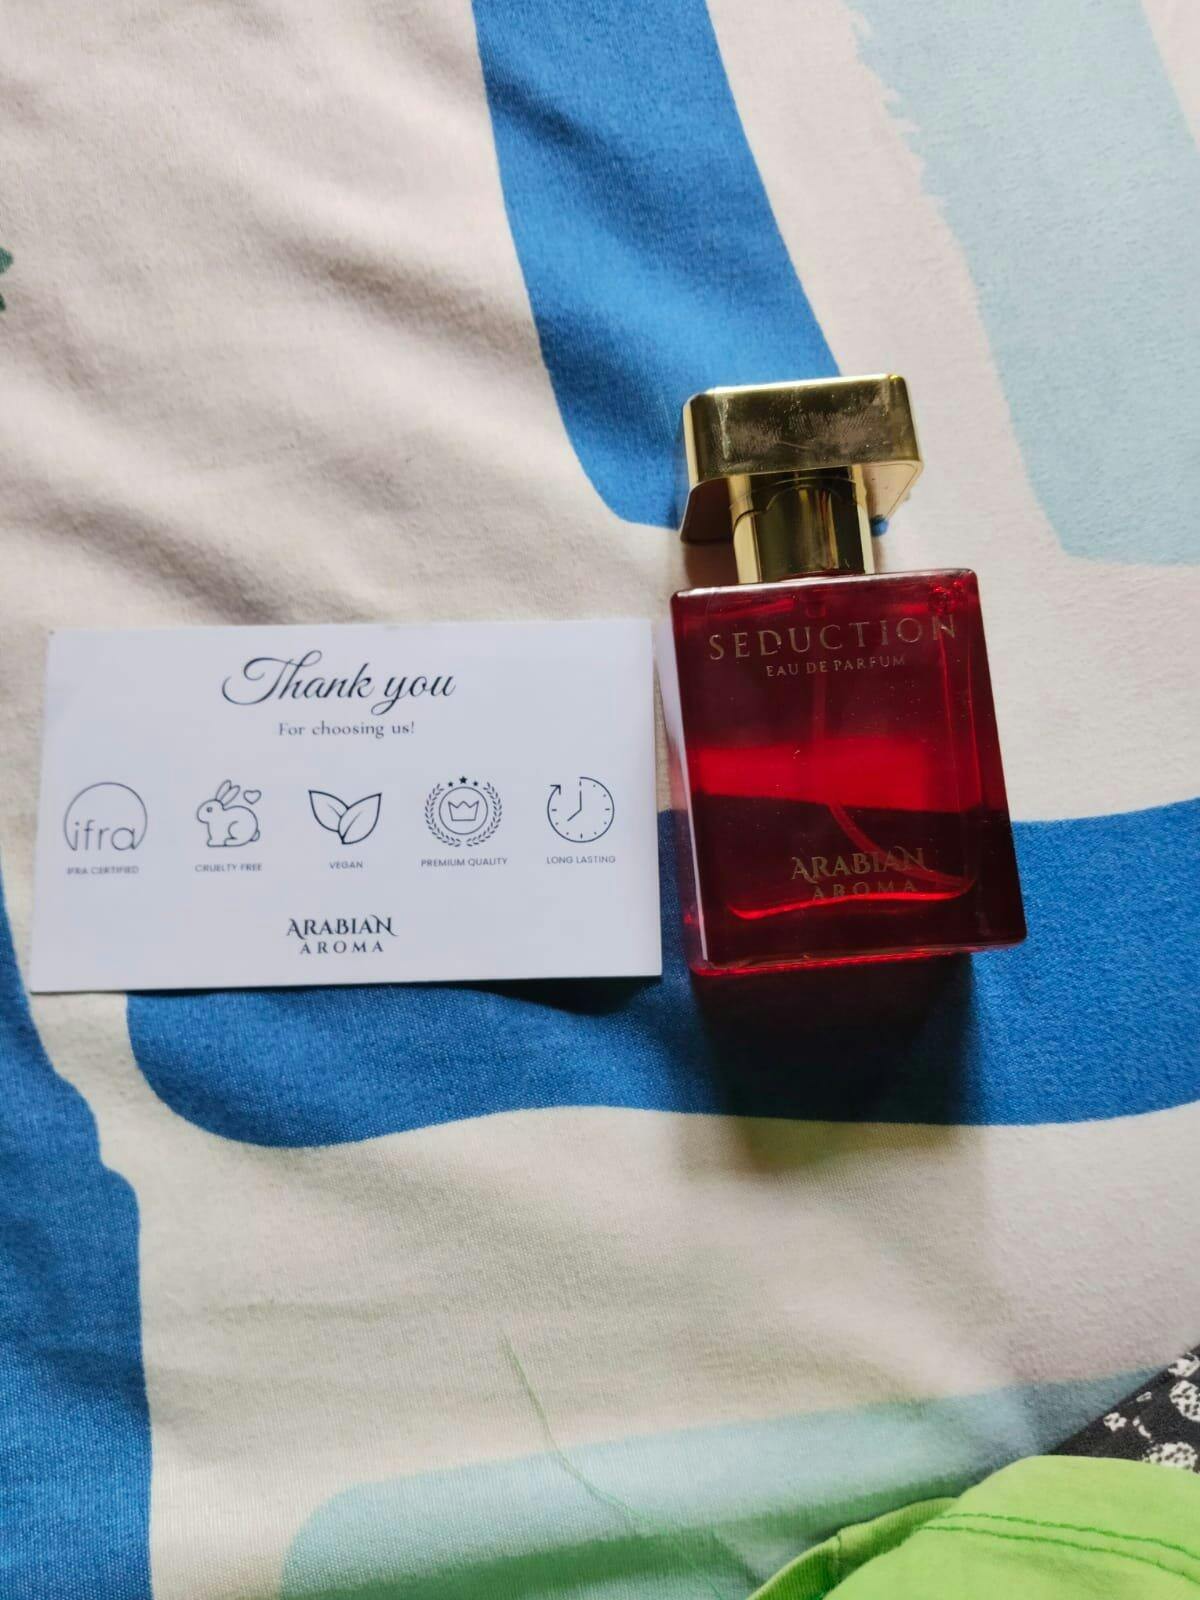 Thank you
For choosing us!
ifra
IFRA CERTIFIED
CRUELTY FREE
VEGAN
PREMIUM QUALITY
LONG LASTING
ARABIAN
AROMA
SEDUCTION
EAU DE PARFUM
ARABIAN
AROMA